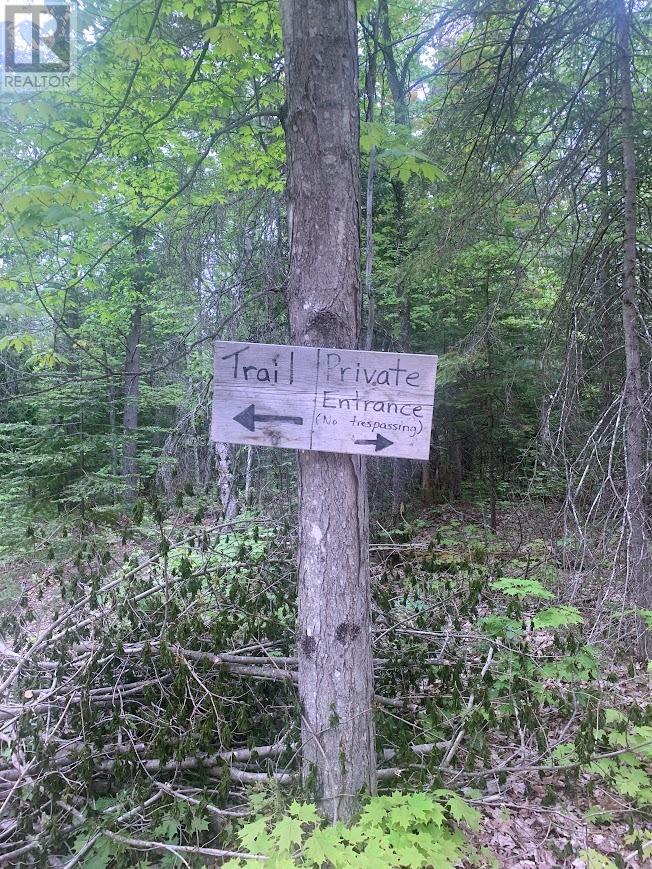 REALTOR
Trail
Private
Entrance
(No trespassing)